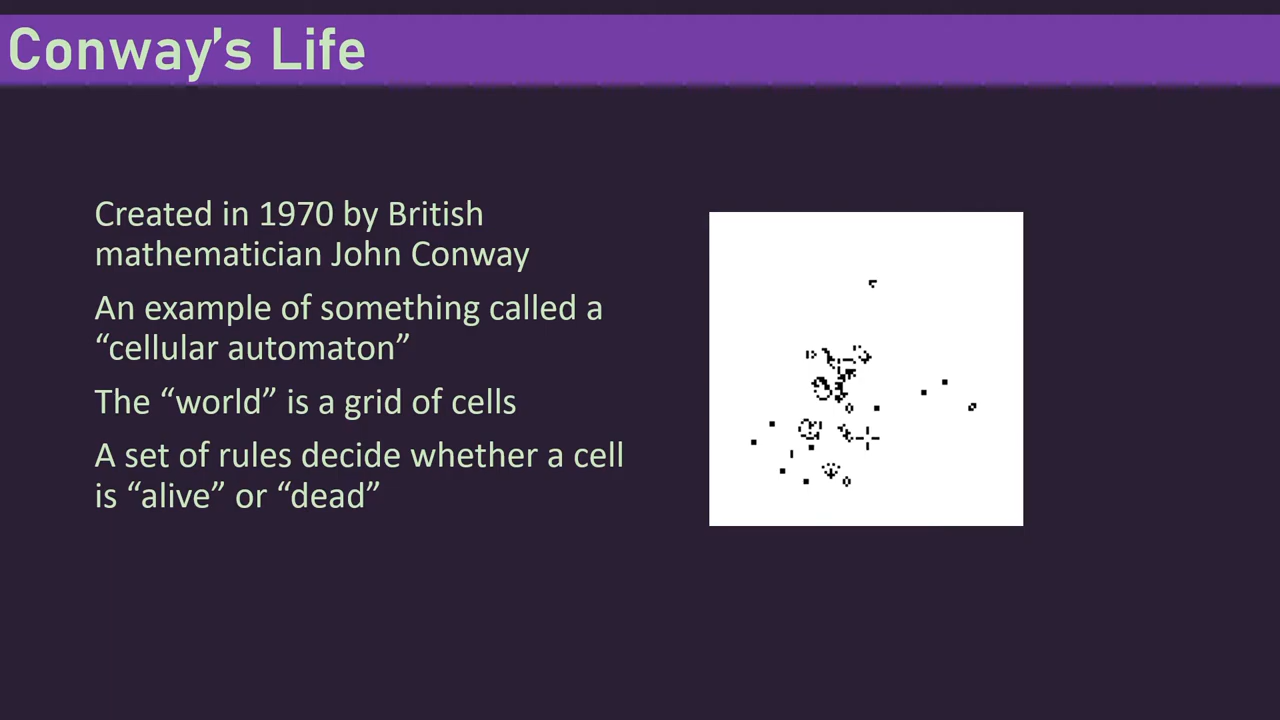 Conway’s Life
Created in 1970 by British
mathematician John Conway
An example of something called a
“cellular automaton”
The “world” is a grid of cells
A set of rules decide whether a cell
is “alive” or “dead”